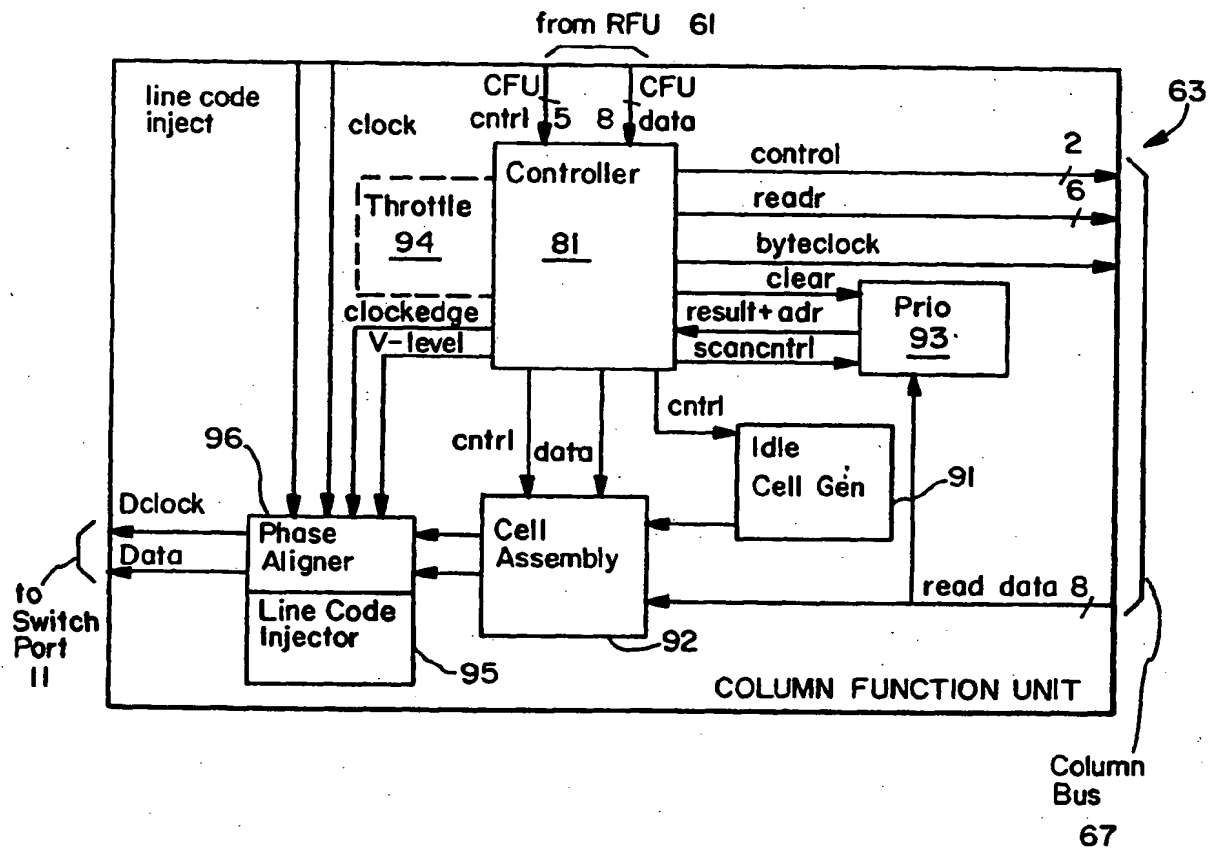 from RFU 61
line code
inject
clock
CFU
cntrl 5
CFU
8 data
63
Controller
81
Throttle
94
control 2
readr 6
byteclock
clear
result+adr
scancntrl
Prio
93
clockedge
V-level
cntrl
data
cntrl
Idle
Cell Gen
91
96
Dclock
Data
Phase
Aligner
Cell
Assembly
read data 8
to
Switch
Port
11
Line Code
Injector
95
92
COLUMN FUNCTION UNIT
Column
Bus
67